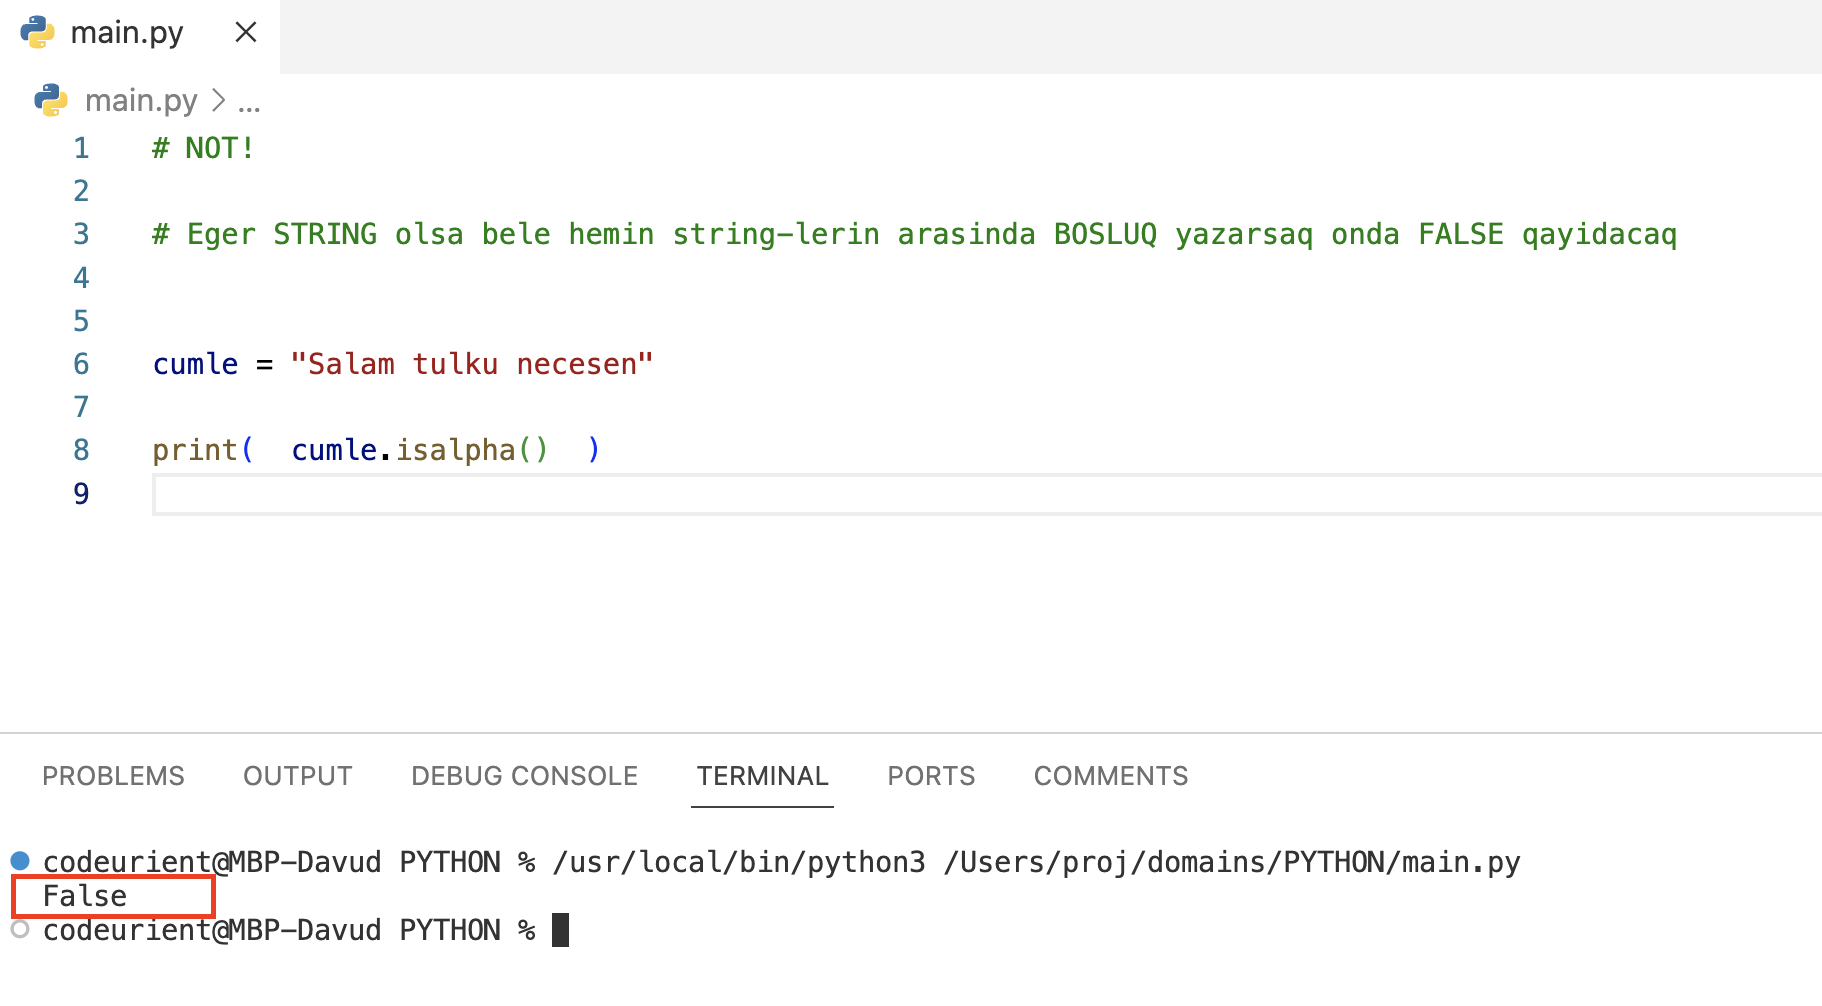 main.py
main.py > ...
1 # NOT!
2
3 # Eger STRING olsa bele hemin string-lerin arasinda BOSLUQ yazarsaq onda FALSE qayidacaq
4
5
6 cumle = "Salam tulku necesen"
7
8 print(  cumle.isalpha()  )
9
PROBLEMS OUTPUT DEBUG CONSOLE TERMINAL PORTS COMMENTS
codeurient@MBP-Davud PYTHON % /usr/local/bin/python3 /Users/proj/domains/PYTHON/main.py
False
codeurient@MBP-Davud PYTHON %